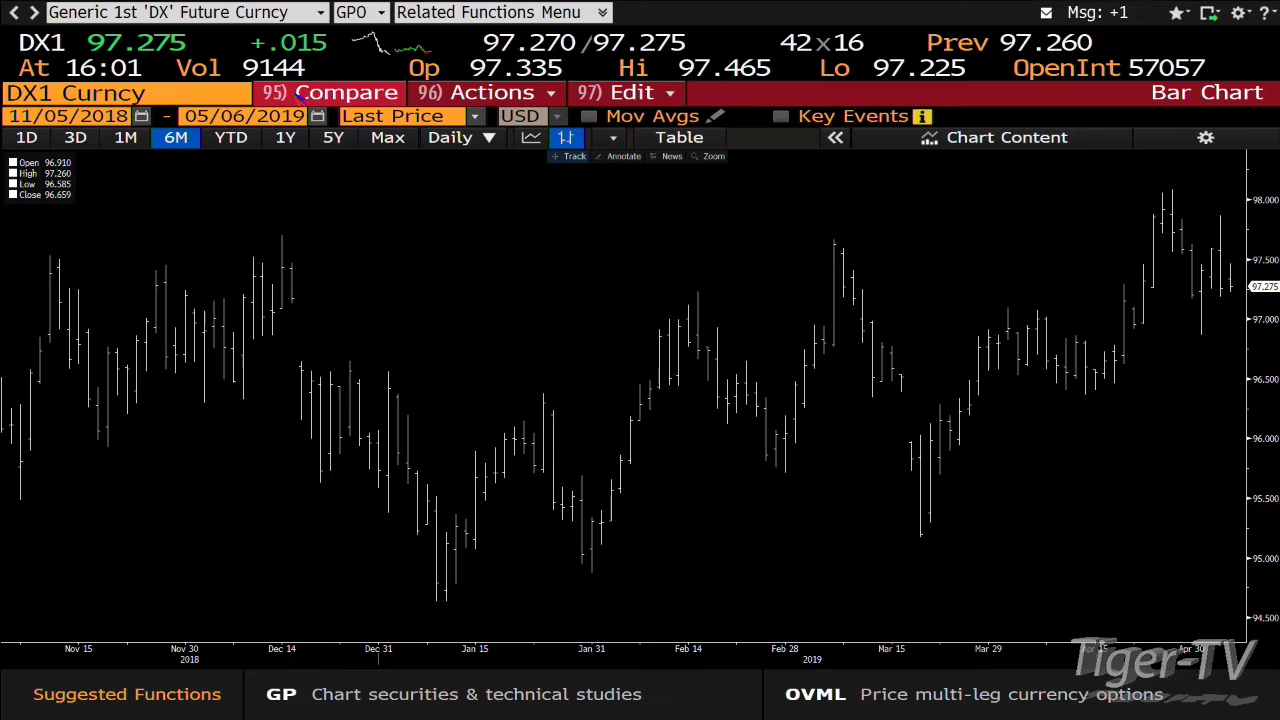 Generic 1st 'DX' Future Curncy GPO Related Functions Menu Msg: +1
DX1 97.275 +.015 97.270 /97.275 42x16 Prev 97.260
At 16:01 Vol 9144 Op 97.335 Hi 97.465 Lo 97.225 OpenInt 57057
DX1 Curncy 95) Compare 96) Actions 97) Edit Bar Chart
11/05/2018 - 05/06/2019 Last Price USD Mov Avgs Key Events
1D 3D 1M 6M YTD 1Y 5Y Max Daily ▼ Table « Chart Content
Track Annotate News Zoom
Open 96.910
High 97.260
Low 96.585
Close 96.659
98.000
97.500
97.275
97.000
96.500
96.000
95.500
95.000
94.500
Nov 15 Nov 30 Dec 14 Dec 31 Jan 15 Jan 31 Feb 14 Feb 28 Mar 15 Mar 29 Apr 15 Apr 30
2018 2019
Tiger-TV
Suggested Functions GP Chart securities & technical studies OVML Price multi-leg currency options